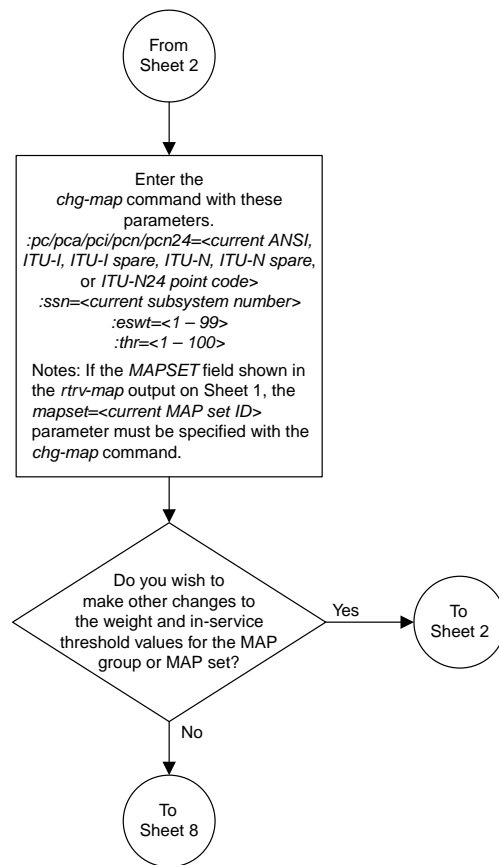 From
Sheet 2
Enter the
chg-map command with these
parameters.
:pc/pca/pci/pcn/pcn24=<current ANSI,
ITU-I, ITU-I spare, ITU-N, ITU-N spare,
or ITU-N24 point code>
:ssn=<current subsystem number>
:eswt=<1 – 99>
:thr=<1 – 100>
Notes: If the MAPSET field shown in
the rtrv-map output on Sheet 1, the
mapset=<current MAP set ID>
parameter must be specified with the
chg-map command.
Do you wish to
make other changes to
the weight and in-service
threshold values for the MAP
group or MAP set?
Yes
To
Sheet 2
No
To
Sheet 8